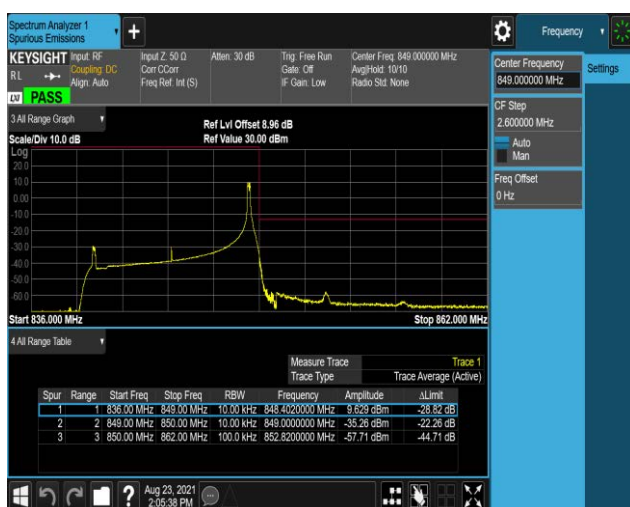 Spectrum Analyzer 1
Spurious Emissions
Frequency
KEYSIGHT
Input: RF
Coupling: DC
Align: Auto
Input Z: 50 Ω
Corr CCorr
Freq Ref: Int (S)
Atten: 30 dB
Trig: Free Run
Gate: Off
IF Gain: Low
Center Freq: 849.000000 MHz
Avg|Hold: 10/10
Radio Std: None
R L
LXI
PASS
Center Frequency
849.000000 MHz
Settings
CF Step
2.600000 MHz
Auto
Man
Freq Offset
0 Hz
3 All Range Graph
Scale/Div 10.0 dB
Ref Lvl Offset 8.96 dB
Ref Value 30.00 dBm
Log
20.0
10.0
0.00
-10.0
-20.0
-30.0
-40.0
-50.0
-60.0
Start 836.000 MHz
Stop 862.000 MHz
4 All Range Table
Measure Trace Trace 1
Trace Type Trace Average (Active)
Spur Range Start Freq Stop Freq RBW Frequency Amplitude ΔLimit
1 1 836.00 MHz 849.00 MHz 10.00 kHz 848.4020000 MHz 9.629 dBm -28.82 dB
2 2 849.00 MHz 850.00 MHz 10.00 kHz 849.0000000 MHz -35.26 dBm -22.26 dB
3 3 850.00 MHz 862.00 MHz 100.0 kHz 852.8200000 MHz -57.71 dBm -44.71 dB
Aug 23, 2021
2:05:38 PM